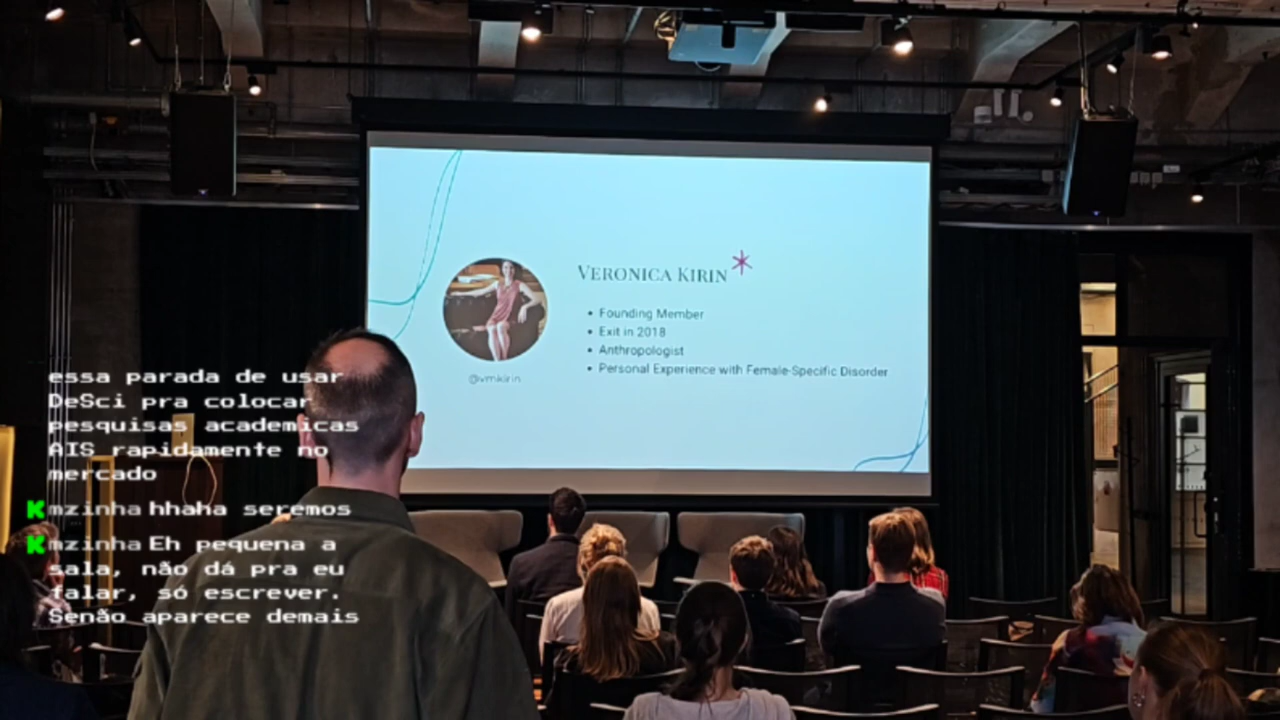 VERONICA KIRIN
• Founding Member
• Exit in 2018
• Anthropologist
• Personal Experience with Female-Specific Disorder
@vmkirin
essa parada de usar
DeSci pra colocar
pesquisas academicas
AIS rapidamente no
mercado
mzinha hhaha seremos
mzinha Eh pequena a
sala, não dá pra eu
falar, só escrever.
Senão aparece demais